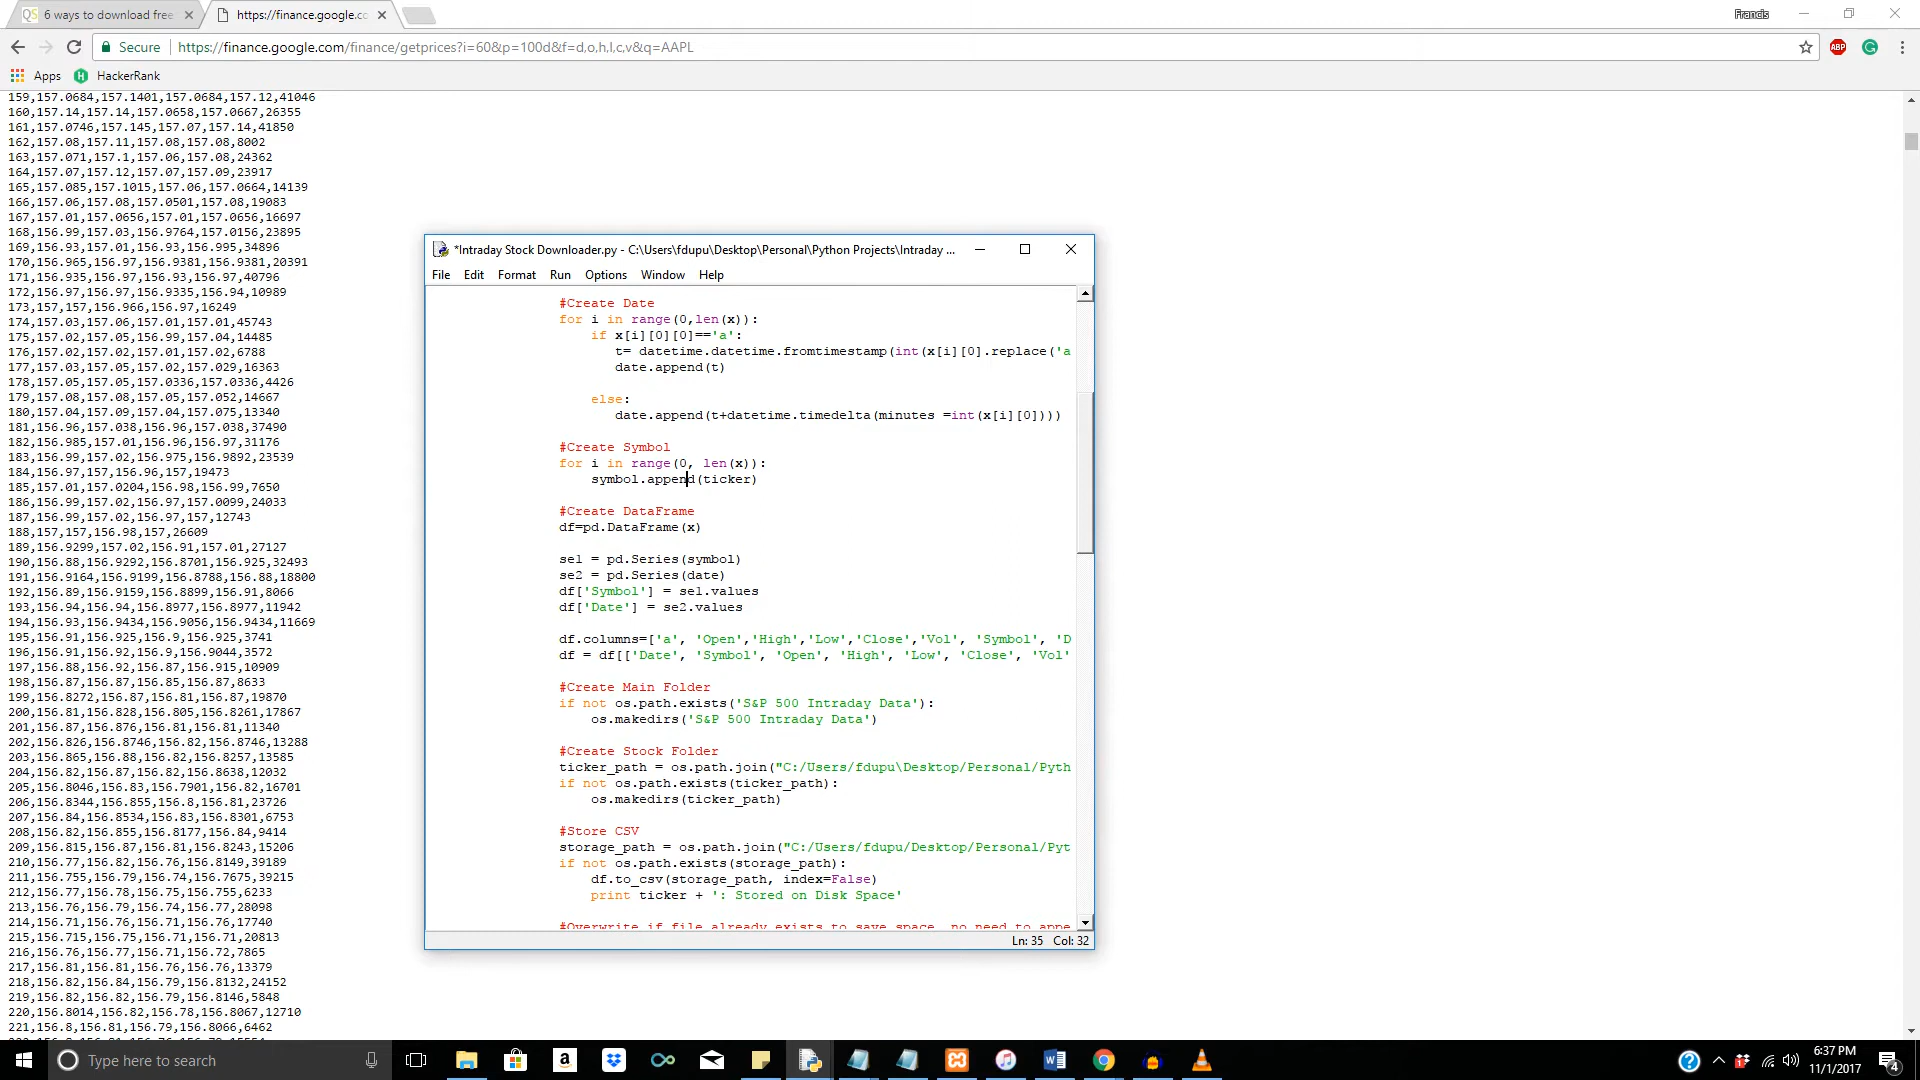 6 ways to download free
https://finance.google.co
Francis
Secure
https://finance.google.com/finance/getprices?i=60&p=100d&f=d,o,h,l,c,v&q=AAPL
ABP
Apps
HackerRank
159,157.0684,157.1401,157.0684,157.12,41046
160,157.14,157.14,157.0658,157.0667,26355
161,157.0746,157.145,157.07,157.14,41850
162,157.08,157.11,157.08,157.08,8002
163,157.071,157.1,157.06,157.08,24362
164,157.07,157.12,157.07,157.09,23917
165,157.085,157.1015,157.06,157.0664,14139
166,157.06,157.08,157.0501,157.08,19083
167,157.01,157.0656,157.01,157.0656,16697
168,156.99,157.03,156.9764,157.0156,23895
169,156.93,157.01,156.93,156.995,34896
170,156.965,156.97,156.9381,156.9381,20391
171,156.935,156.97,156.93,156.97,40796
172,156.97,156.97,156.9335,156.94,10989
173,157,157,156.966,156.97,16249
174,157.03,157.06,157.01,157.01,45743
175,157.02,157.05,156.99,157.04,14485
176,157.02,157.02,157.01,157.02,6788
177,157.03,157.05,157.02,157.029,16363
178,157.05,157.05,157.0336,157.0336,4426
179,157.08,157.08,157.05,157.052,14667
180,157.04,157.09,157.04,157.075,13340
181,156.96,157.038,156.96,157.038,37490
182,156.985,157.01,156.96,156.97,31176
183,156.99,157.02,156.975,156.9892,23539
184,156.97,157,156.96,157,19473
185,157.01,157.0204,156.98,156.99,7650
186,156.99,157.02,156.97,157.0099,24033
187,156.99,157.02,156.97,157,12743
188,157,157,156.98,157,26609
189,156.9299,157.02,156.91,157.01,27127
190,156.88,156.9292,156.8701,156.925,32493
191,156.9164,156.9199,156.8788,156.88,18800
192,156.89,156.9159,156.8899,156.91,8066
193,156.94,156.94,156.8977,156.8977,11942
194,156.93,156.9434,156.9056,156.9434,11669
195,156.91,156.925,156.9,156.925,3741
196,156.91,156.92,156.9,156.9044,3572
197,156.88,156.92,156.87,156.915,10909
198,156.87,156.87,156.85,156.87,8633
199,156.8272,156.87,156.81,156.87,19870
200,156.81,156.828,156.805,156.8261,17867
201,156.87,156.876,156.81,156.81,11340
202,156.826,156.8746,156.82,156.8746,13288
203,156.865,156.88,156.82,156.8257,13585
204,156.82,156.87,156.82,156.8638,12032
205,156.8046,156.83,156.7901,156.82,16701
206,156.8344,156.855,156.8,156.81,23726
207,156.84,156.8534,156.83,156.8301,6753
208,156.82,156.855,156.8177,156.84,9414
209,156.815,156.87,156.81,156.8243,15206
210,156.77,156.82,156.76,156.8149,39189
211,156.755,156.79,156.74,156.7675,39215
212,156.77,156.78,156.75,156.755,6233
213,156.76,156.79,156.74,156.77,28098
214,156.71,156.76,156.71,156.76,17740
215,156.715,156.75,156.71,156.71,20813
216,156.76,156.77,156.71,156.72,7865
217,156.81,156.81,156.76,156.76,13379
218,156.82,156.84,156.79,156.8132,24152
219,156.82,156.82,156.79,156.8146,5848
220,156.8014,156.82,156.78,156.8067,12710
221,156.8,156.81,156.79,156.8066,6462
*Intraday Stock Downloader.py - C:\Users\fdupu\Desktop\Personal\Python Projects\Intraday ...
File Edit Format Run Options Window Help
#Create Date
for i in range(0,len(x)):
if x[i][0][0]=='a':
t= datetime.datetime.fromtimestamp(int(x[i][0].replace('a
date.append(t)
else:
date.append(t+datetime.timedelta(minutes =int(x[i][0])))
#Create Symbol
for i in range(0, len(x)):
symbol.append(ticker)
#Create DataFrame
df=pd.DataFrame(x)
se1 = pd.Series(symbol)
se2 = pd.Series(date)
df['Symbol'] = se1.values
df['Date'] = se2.values
df.columns=['a', 'Open','High','Low','Close','Vol', 'Symbol', 'D
df = df[['Date', 'Symbol', 'Open', 'High', 'Low', 'Close', 'Vol'
#Create Main Folder
if not os.path.exists('S&P 500 Intraday Data'):
os.makedirs('S&P 500 Intraday Data')
#Create Stock Folder
ticker_path = os.path.join("C:/Users/fdupu\Desktop/Personal/Pyth
if not os.path.exists(ticker_path):
os.makedirs(ticker_path)
#Store CSV
storage_path = os.path.join("C:/Users/fdupu/Desktop/Personal/Pyt
if not os.path.exists(storage_path):
df.to_csv(storage_path, index=False)
print ticker + ': Stored on Disk Space'
#Overwrite if file already exists to save space, no need to appe
Ln: 35 Col: 32
Type here to search
6:37 PM
11/1/2017
4